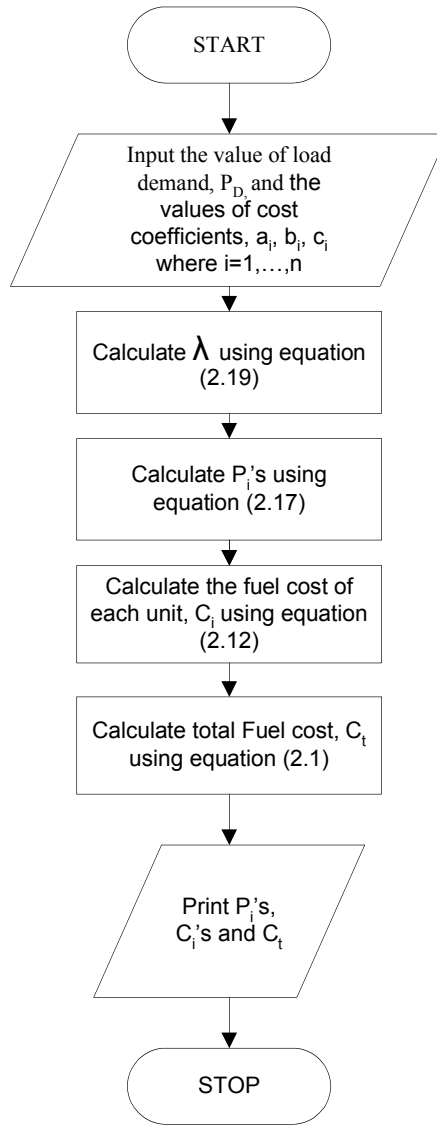 START
Input the value of load
demand, P_D, and the
values of cost
coefficients, a_i, b_i, c_i
where i=1,...,n
Calculate λ using equation
(2.19)
Calculate P_i's using
equation (2.17)
Calculate the fuel cost of
each unit, C_i using equation
(2.12)
Calculate total Fuel cost, C_t
using equation (2.1)
Print P_i's,
C_i's and C_t
STOP